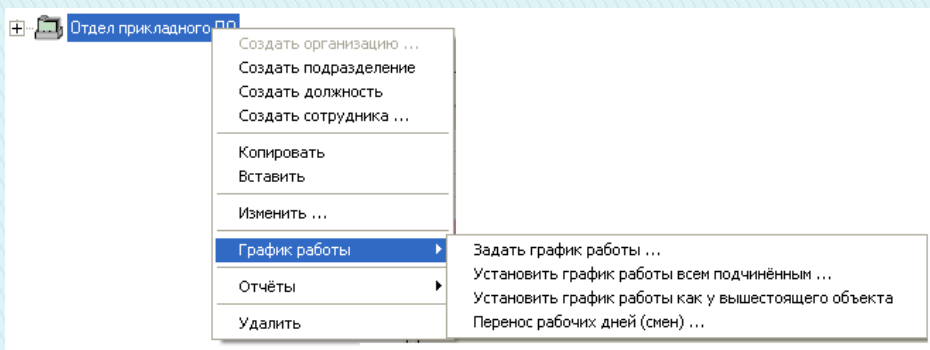 Отдел прикладного ПО
Создать организацию ...
Создать подразделение
Создать должность
Создать сотрудника ...
Копировать
Вставить
Изменить ...
График работы
Задать график работы ...
Установить график работы всем подчинённым ...
Установить график работы как у вышестоящего объекта
Перенос рабочих дней (смен) ...
Отчёты
Удалить